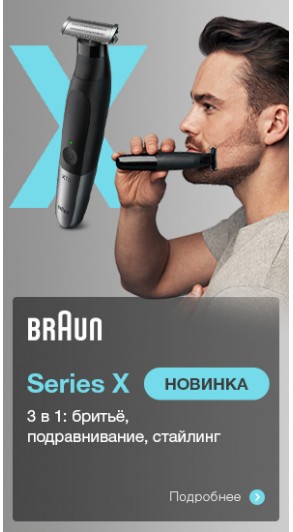 BRAUN
Series X НОВИНКА
3 в 1: бритьё,
подравнивание, стайлинг
Подробнее